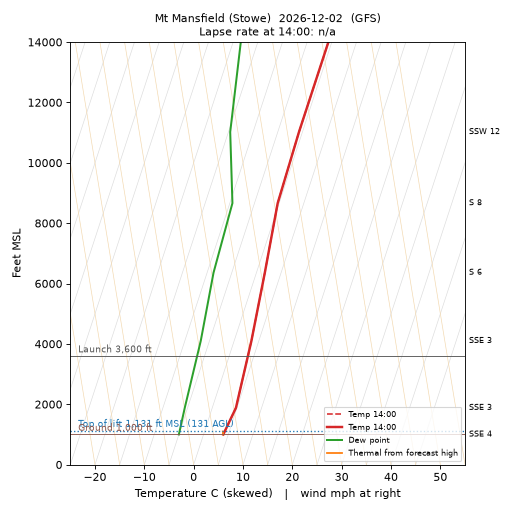 Mt Mansfield (Stowe)  2026-12-02  (GFS)
Lapse rate at 14:00: n/a
14000
12000
10000
8000
6000
4000
2000
0
Feet MSL
SSW 12
S 8
S 6
SSE 3
SSE 3
SSE 4
Launch 3,600 ft
Top of lift 1,131 ft MSL (131 AGL)
Ground 1,000 ft
Temp 14:00
Temp 14:00
Dew point
Thermal from forecast high
−20 −10 0 10 20 30 40 50
Temperature C (skewed)   |   wind mph at right